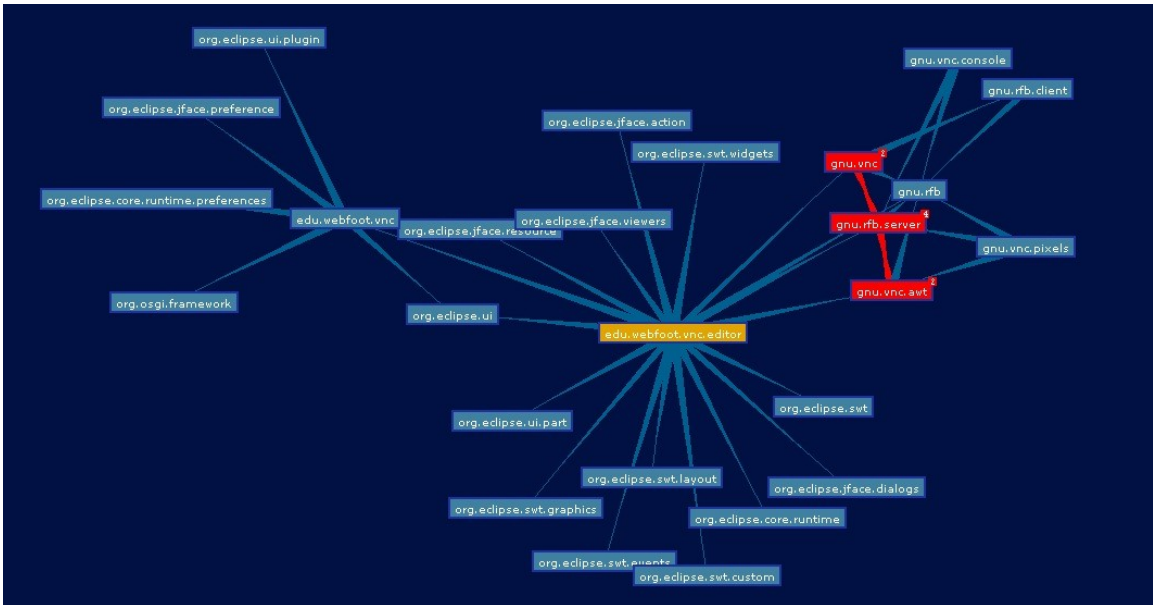 org.eclipse.ui.plugin
gnu.vnc.console
gnu.rfb.client
org.eclipse.jface.preference
org.eclipse.jface.action
org.eclipse.swt.widgets
gnu.vnc
2
gnu.rfb
org.eclipse.core.runtime.preferences
edu.webfoot.vnc
org.eclipse.jface.resource
org.eclipse.jface.viewers
gnu.rfb.server
4
gnu.vnc.pixels
gnu.vnc.awt
2
org.osgi.framework
org.eclipse.ui
edu.webfoot.vnc.editor
org.eclipse.swt
org.eclipse.ui.part
org.eclipse.swt.layout
org.eclipse.jface.dialogs
org.eclipse.swt.graphics
org.eclipse.core.runtime
org.eclipse.swt.events
org.eclipse.swt.custom